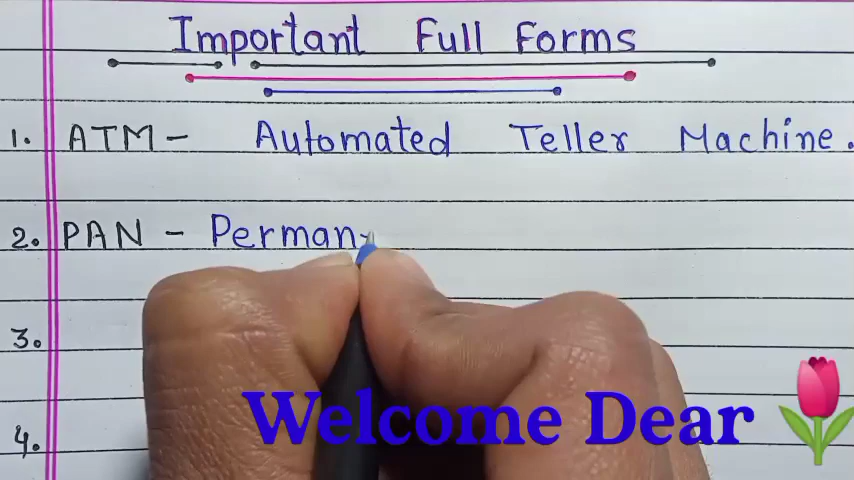 Important Full Forms
1. ATM - Automated Teller Machine.
2. PAN - Perman
3.
4.
Welcome Dear